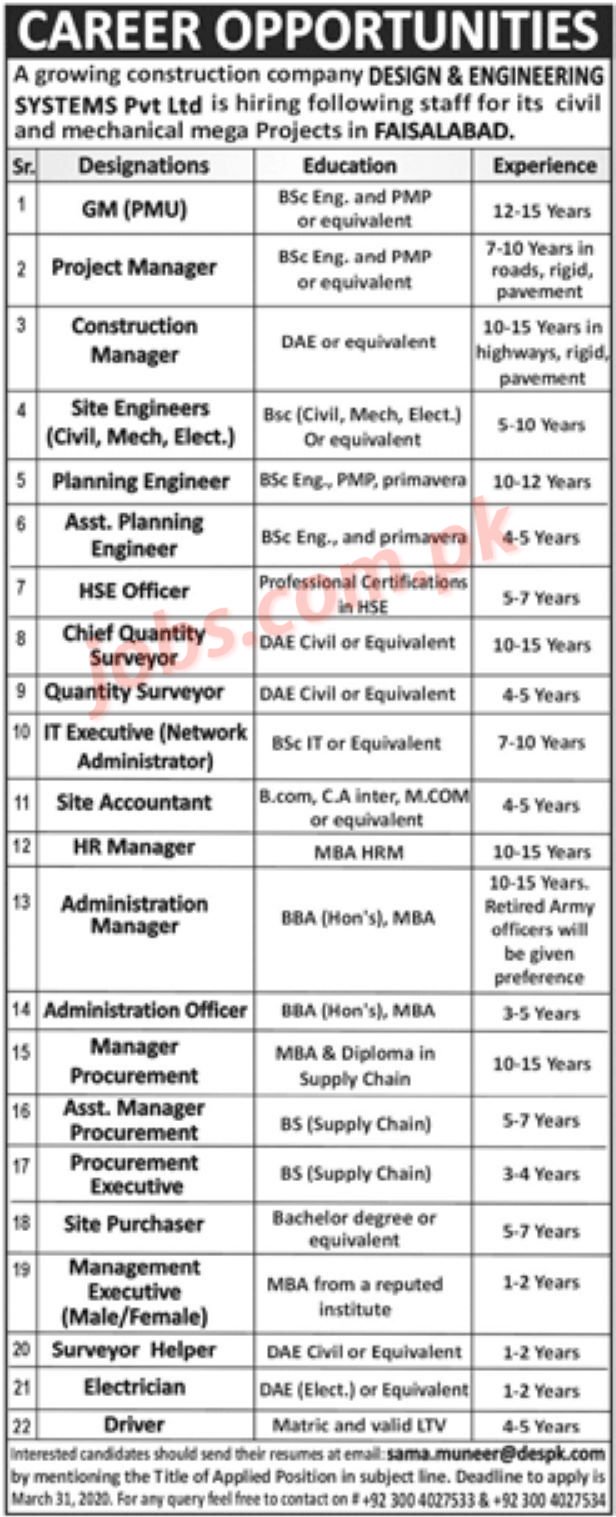 CAREER OPPORTUNITIES
A growing construction company DESIGN & ENGINEERING
SYSTEMS Pvt Ltd is hiring following staff for its civil
and mechanical mega Projects in FAISALABAD.
Sr. Designations Education Experience
1 GM (PMU) BSc Eng. and PMP or equivalent 12-15 Years
2 Project Manager BSc Eng. and PMP or equivalent 7-10 Years in roads, rigid, pavement
3 Construction Manager DAE or equivalent 10-15 Years in highways, rigid, pavement
4 Site Engineers (Civil, Mech, Elect.) Bsc (Civil, Mech, Elect.) Or equivalent 5-10 Years
5 Planning Engineer BSc Eng., PMP, primavera 10-12 Years
6 Asst. Planning Engineer BSc Eng., and primavera 4-5 Years
7 HSE Officer Professional Certifications in HSE 5-7 Years
8 Chief Quantity Surveyor DAE Civil or Equivalent 10-15 Years
9 Quantity Surveyor DAE Civil or Equivalent 4-5 Years
10 IT Executive (Network Administrator) BSc IT or Equivalent 7-10 Years
11 Site Accountant B.com, C.A inter, M.COM or equivalent 4-5 Years
12 HR Manager MBA HRM 10-15 Years
13 Administration Manager BBA (Hon's), MBA 10-15 Years. Retired Army officers will be given preference
14 Administration Officer BBA (Hon's), MBA 3-5 Years
15 Manager Procurement MBA & Diploma in Supply Chain 10-15 Years
16 Asst. Manager Procurement BS (Supply Chain) 5-7 Years
17 Procurement Executive BS (Supply Chain) 3-4 Years
18 Site Purchaser Bachelor degree or equivalent 5-7 Years
19 Management Executive (Male/Female) MBA from a reputed institute 1-2 Years
20 Surveyor Helper DAE Civil or Equivalent 1-2 Years
21 Electrician DAE (Elect.) or Equivalent 1-2 Years
22 Driver Matric and valid LTV 4-5 Years
Interested candidates should send their resumes at email: sama.muneer@despk.com
by mentioning the Title of Applied Position in subject line. Deadline to apply is
March 31, 2020. For any query feel free to contact on # +92 300 4027533 & +92 300 4027534
jobs.com.pk